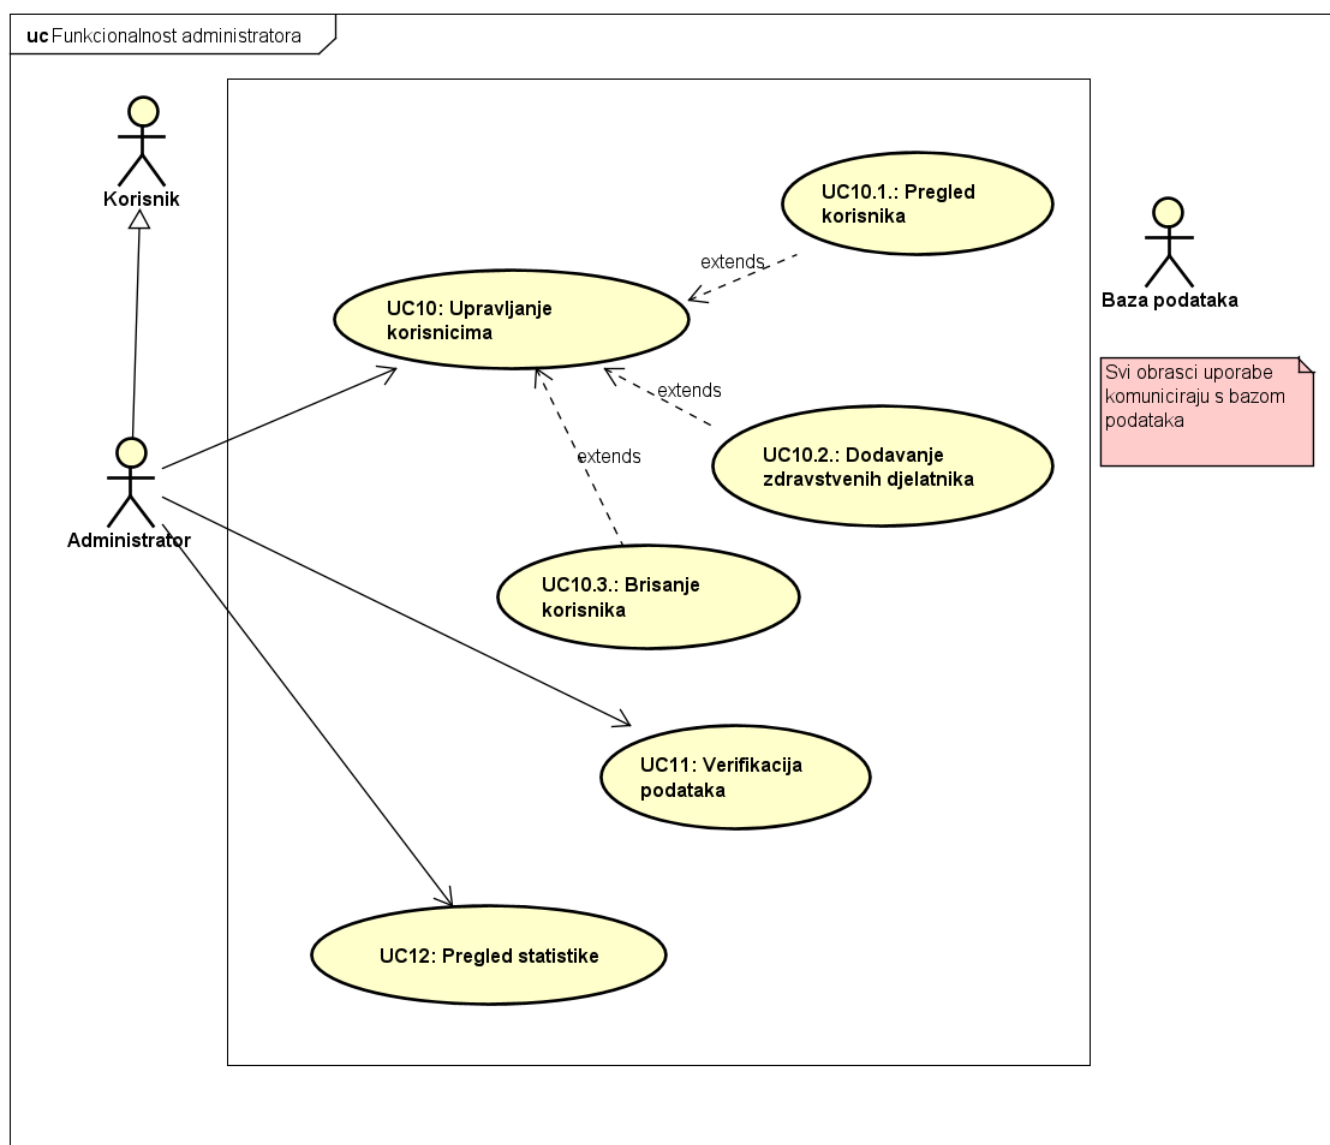 uc Funkcionalnost administratora
Korisnik
UC10.1.: Pregled
korisnika
extends
Baza podataka
UC10: Upravljanje
korisnicima
Svi obrasci uporabe
komuniciraju s bazom
podataka
extends
UC10.2.: Dodavanje
zdravstvenih djelatnika
extends
Administrator
UC10.3.: Brisanje
korisnika
UC11: Verifikacija
podataka
UC12: Pregled statistike